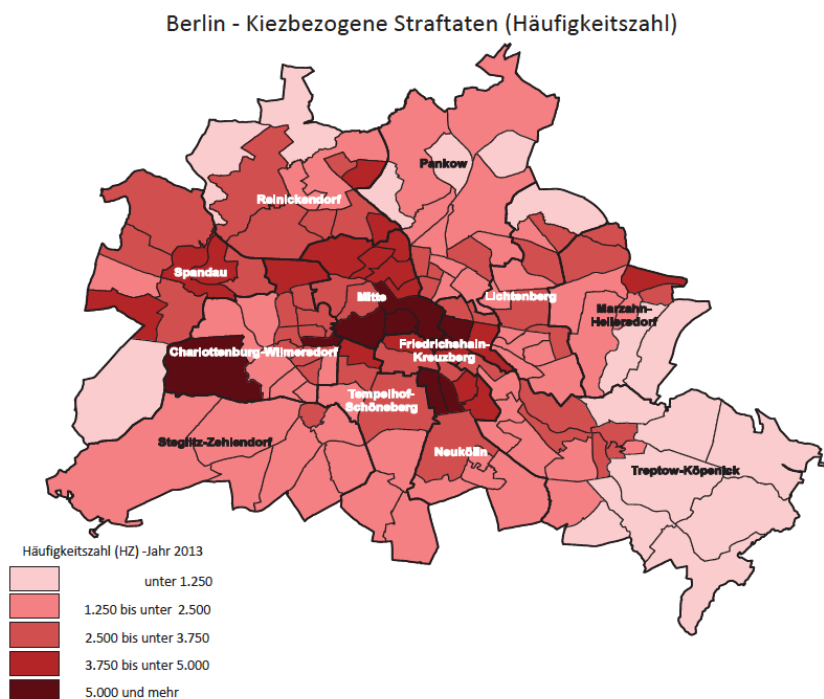 Berlin - Kiezbezogene Straftaten (Häufigkeitszahl)
Pankow
Reinickendorf
Spandau
Mitte
Lichtenberg
Marzahn-
Hellersdorf
Charlottenburg-Wilmersdorf
Friedrichshain-
Kreuzberg
Tempelhof-
Schöneberg
Steglitz-Zehlendorf
Neukölln
Treptow-Köpenick
Häufigkeitszahl (HZ) -Jahr 2013
unter 1.250
1.250 bis unter 2.500
2.500 bis unter 3.750
3.750 bis unter 5.000
5.000 und mehr